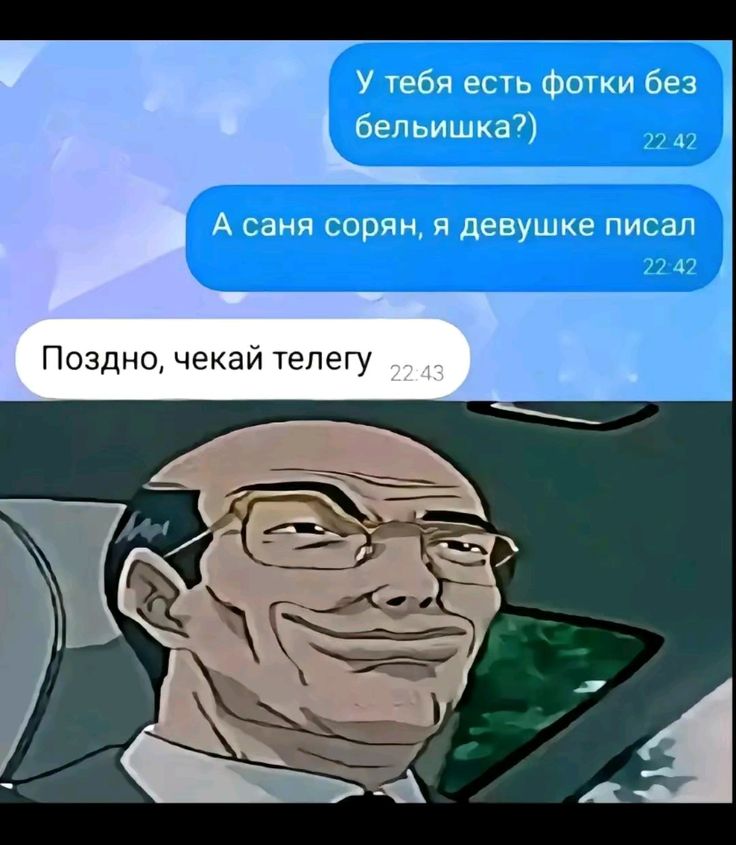 У тебя есть фотки без
бельишка?)
22:42
А саня сорян, я девушке писал
22:42
Поздно, чекай телегу 22:43